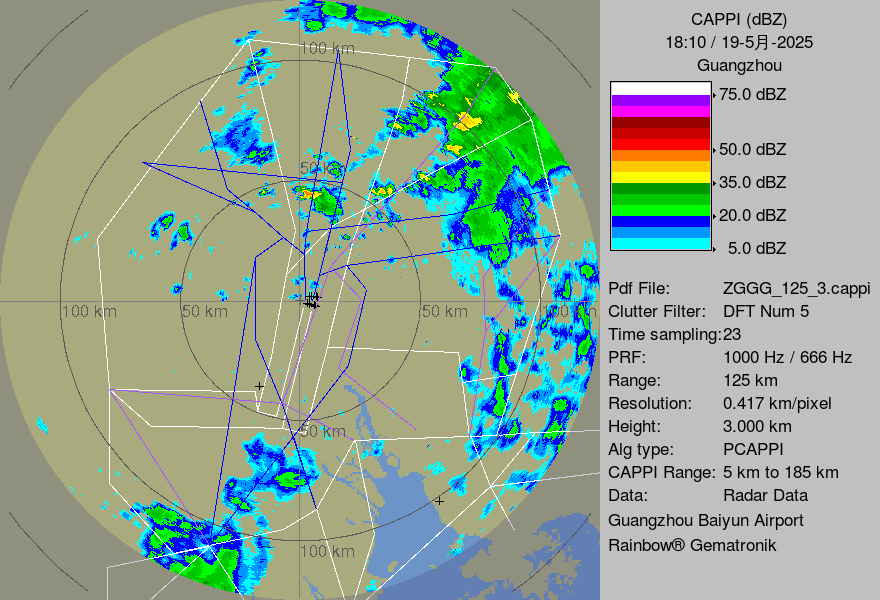 CAPPI (dBZ)
18:10 / 19-5月-2025
Guangzhou
75.0 dBZ
50.0 dBZ
35.0 dBZ
20.0 dBZ
5.0 dBZ
Pdf File: ZGGG_125_3.cappi
Clutter Filter: DFT Num 5
Time sampling:23
PRF: 1000 Hz / 666 Hz
Range: 125 km
Resolution: 0.417 km/pixel
Height: 3.000 km
Alg type: PCAPPI
CAPPI Range: 5 km to 185 km
Data: Radar Data
Guangzhou Baiyun Airport
Rainbow® Gematronik
100 km
50 km
100 km
50 km
50 km
100 km
50 km
100 km